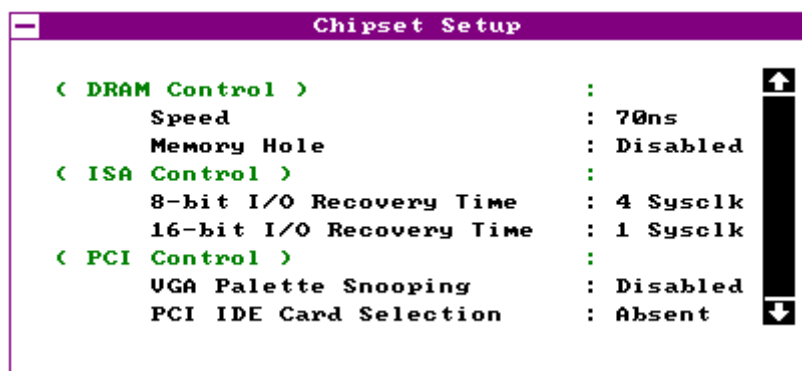 Chipset Setup
( DRAM Control ) :
Speed : 70ns
Memory Hole : Disabled
( ISA Control ) :
8-bit I/O Recovery Time : 4 Sysclk
16-bit I/O Recovery Time : 1 Sysclk
( PCI Control ) :
VGA Palette Snooping : Disabled
PCI IDE Card Selection : Absent